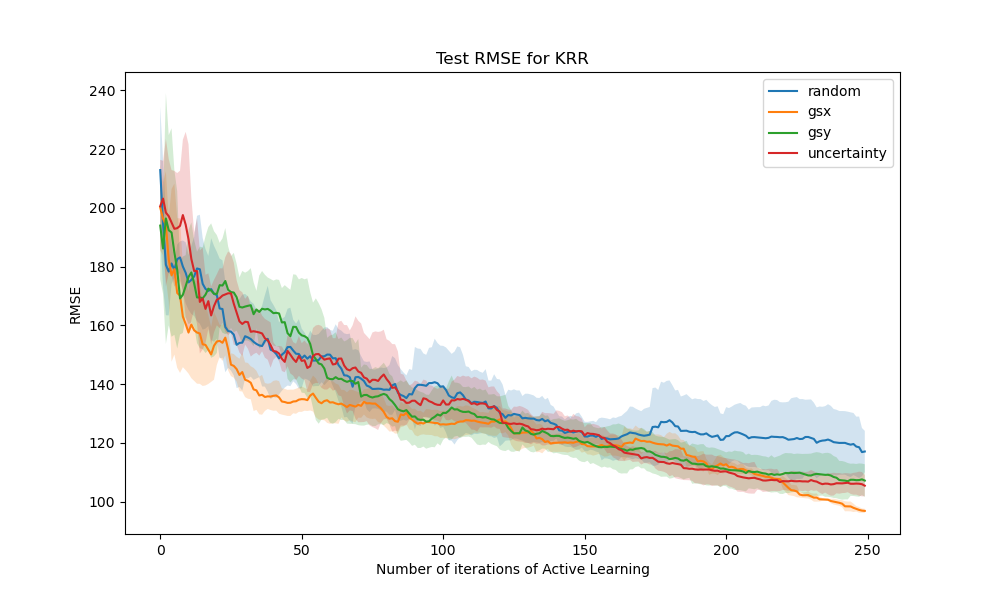 Test RMSE for KRR
240
220
200
180
160
140
120
100
RMSE
random
gsx
gsy
uncertainty
0 50 100 150 200 250
Number of iterations of Active Learning